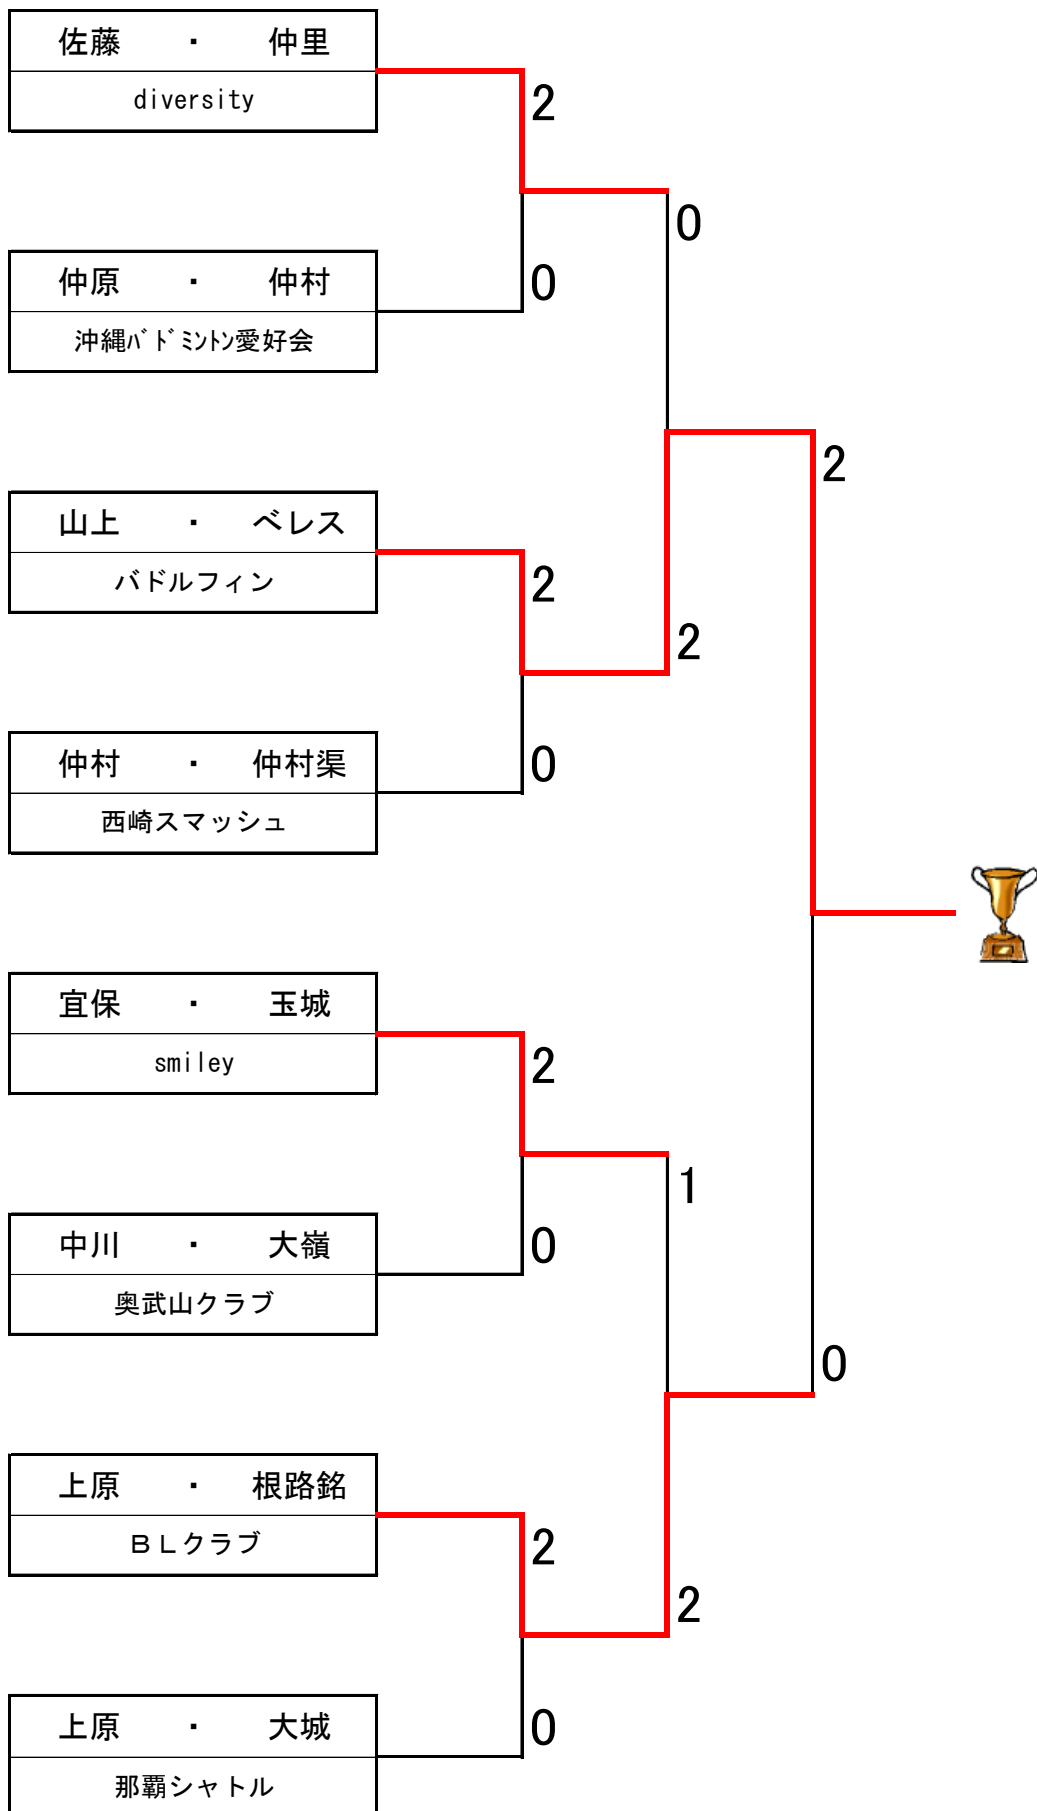 佐藤 ・ 仲里
diversity
2
0
仲原 ・ 仲村
沖縄ﾊﾞﾄﾞﾐﾝﾄﾝ愛好会
0
2
山上 ・ ベレス
バドルフィン
2
2
仲村 ・ 仲村渠
西崎スマッシュ
0
宜保 ・ 玉城
smiley
2
1
中川 ・ 大嶺
奥武山クラブ
0
0
上原 ・ 根路銘
ＢＬクラブ
2
2
上原 ・ 大城
那覇シャトル
0